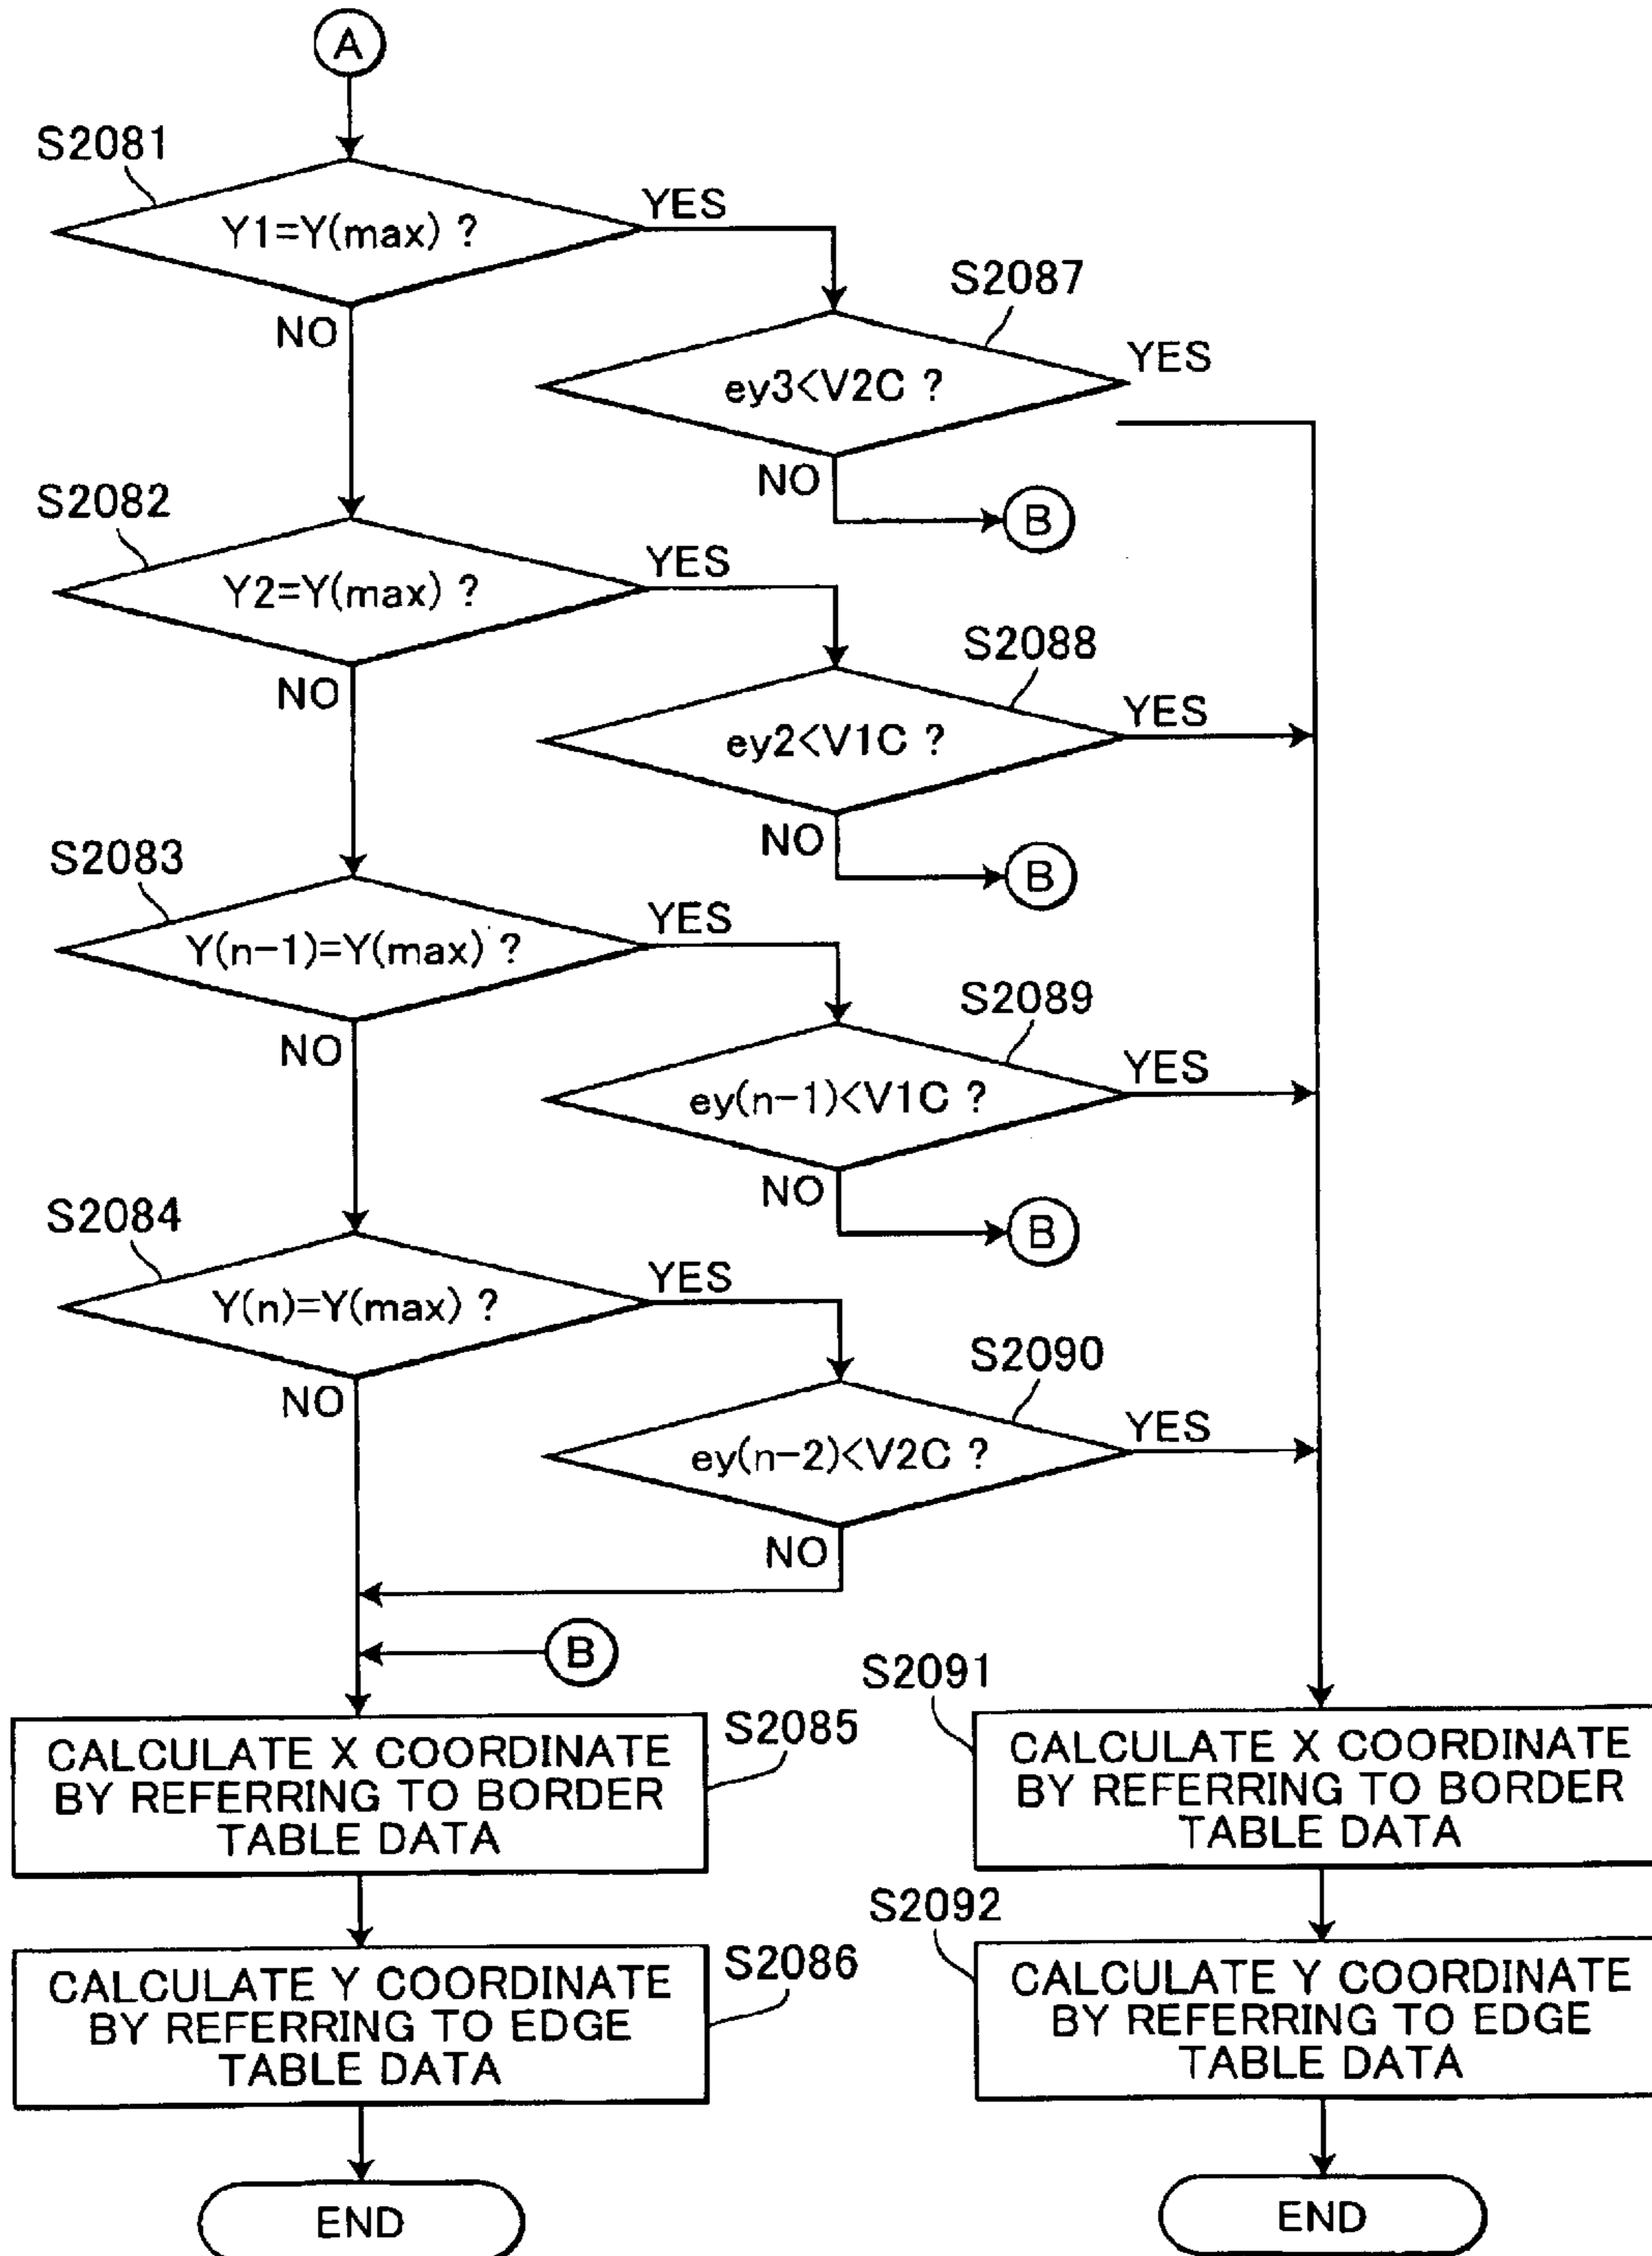 A
S2081
Y1=Y(max) ?
YES
NO
S2087
ey3<V2C ?
YES
NO
B
S2082
Y2=Y(max) ?
YES
NO
S2088
ey2<V1C ?
YES
NO
B
S2083
Y(n-1)=Y(max) ?
YES
NO
S2089
ey(n-1)<V1C ?
YES
NO
B
S2084
Y(n)=Y(max) ?
YES
NO
S2090
ey(n-2)<V2C ?
YES
NO
B
S2085
CALCULATE X COORDINATE
BY REFERRING TO BORDER
TABLE DATA
S2086
CALCULATE Y COORDINATE
BY REFERRING TO EDGE
TABLE DATA
END
S2091
CALCULATE X COORDINATE
BY REFERRING TO BORDER
TABLE DATA
S2092
CALCULATE Y COORDINATE
BY REFERRING TO EDGE
TABLE DATA
END